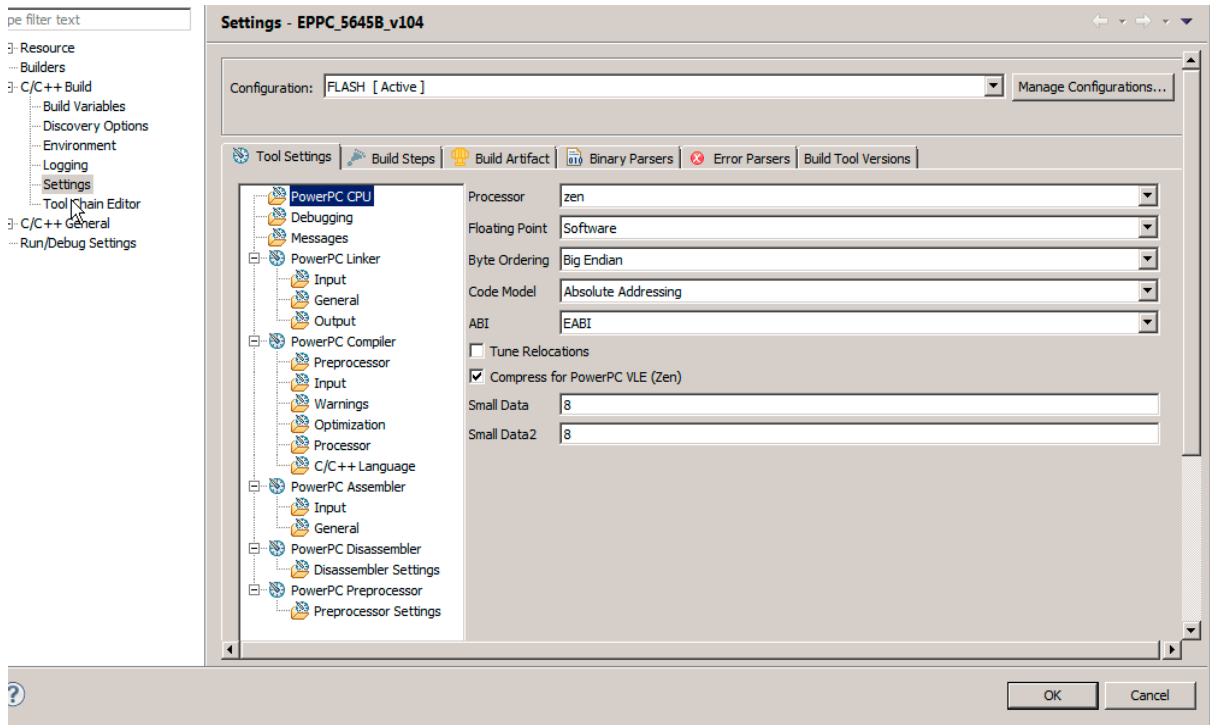 pe filter text
Resource
Builders
C/C++ Build
Build Variables
Discovery Options
Environment
Logging
Settings
Tool Chain Editor
C/C++ General
Run/Debug Settings
Settings - EPPC_5645B_v104
Configuration: FLASH [ Active ] Manage Configurations...
Tool Settings Build Steps Build Artifact Binary Parsers Error Parsers Build Tool Versions
PowerPC CPU
Debugging
Messages
PowerPC Linker
Input
General
Output
PowerPC Compiler
Preprocessor
Input
Warnings
Optimization
Processor
C/C++ Language
PowerPC Assembler
Input
General
PowerPC Disassembler
Disassembler Settings
PowerPC Preprocessor
Preprocessor Settings
Processor zen
Floating Point Software
Byte Ordering Big Endian
Code Model Absolute Addressing
ABI EABI
Tune Relocations
Compress for PowerPC VLE (Zen)
Small Data 8
Small Data2 8
?
OK Cancel